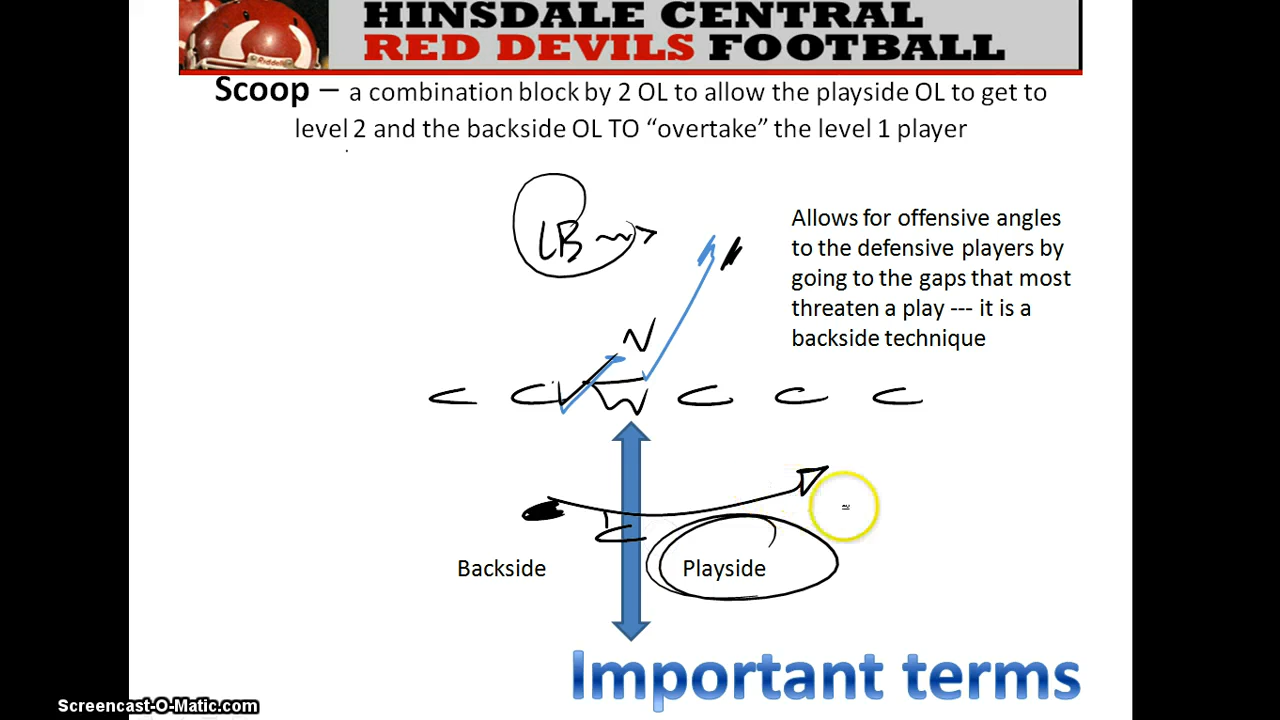 HINSDALE CENTRAL
RED DEVILS FOOTBALL
Riddell
Scoop – a combination block by 2 OL to allow the playside OL to get to
level 2 and the backside OL TO “overtake” the level 1 player
LB
Allows for offensive angles
to the defensive players by
going to the gaps that most
threaten a play --- it is a
backside technique
N
Backside
Playside
Important terms
Screencast-O-Matic.com